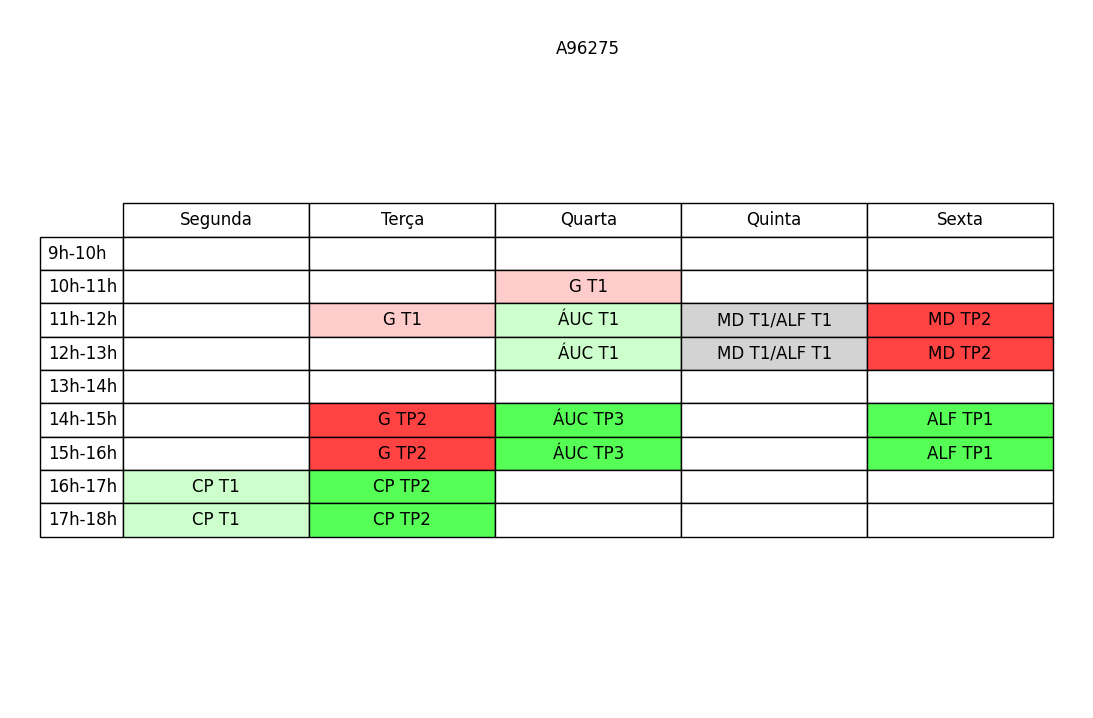 A96275
Segunda Terça Quarta Quinta Sexta
9h-10h
10h-11h G T1
11h-12h G T1 ÁUC T1 MD T1/ALF T1 MD TP2
12h-13h ÁUC T1 MD T1/ALF T1 MD TP2
13h-14h
14h-15h G TP2 ÁUC TP3 ALF TP1
15h-16h G TP2 ÁUC TP3 ALF TP1
16h-17h CP T1 CP TP2
17h-18h CP T1 CP TP2